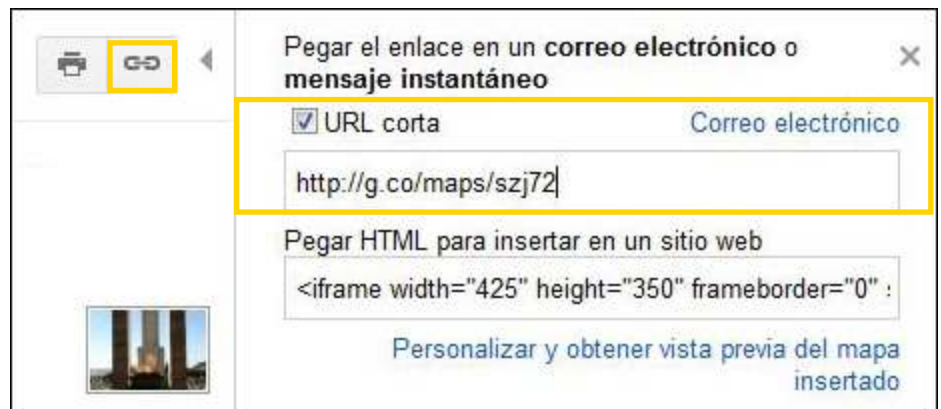 Pegar el enlace en un correo electrónico o
mensaje instantáneo
URL corta
Correo electrónico
http://g.co/maps/szj72
Pegar HTML para insertar en un sitio web
<iframe width="425" height="350" frameborder="0" s
Personalizar y obtener vista previa del mapa
insertado